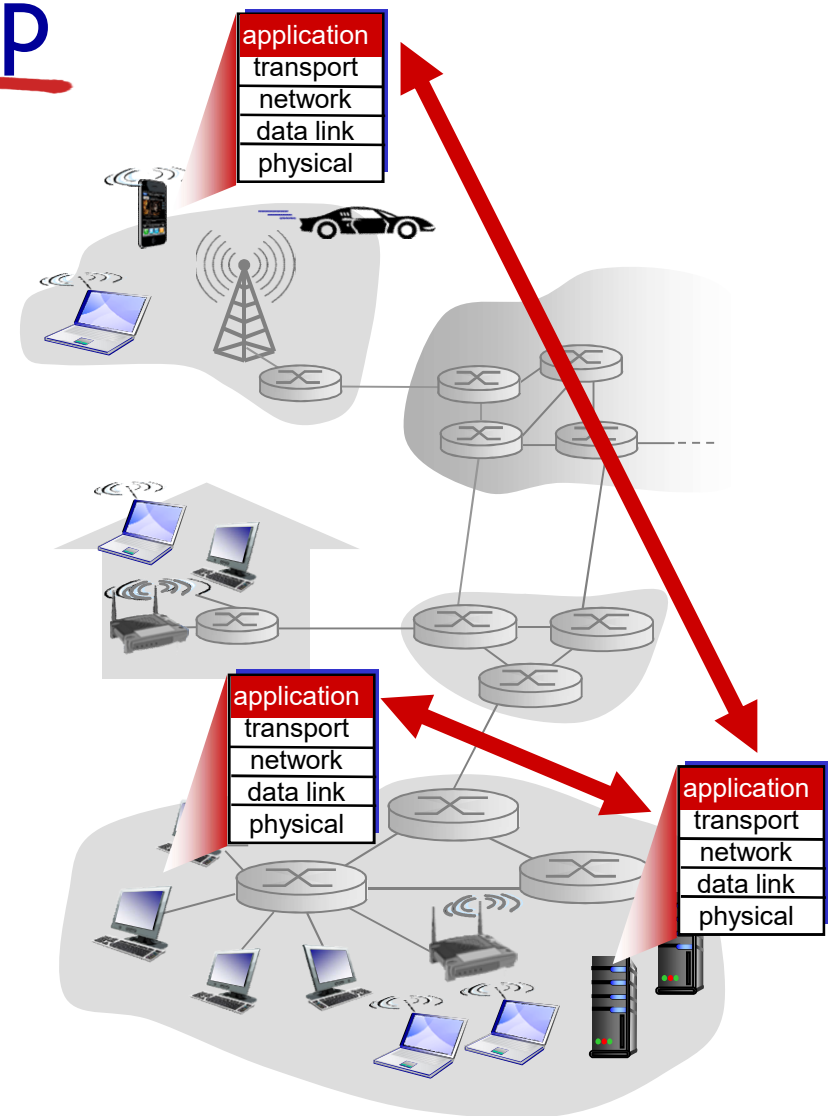 p
application
transport
network
data link
physical
application
transport
network
data link
physical
application
transport
network
data link
physical